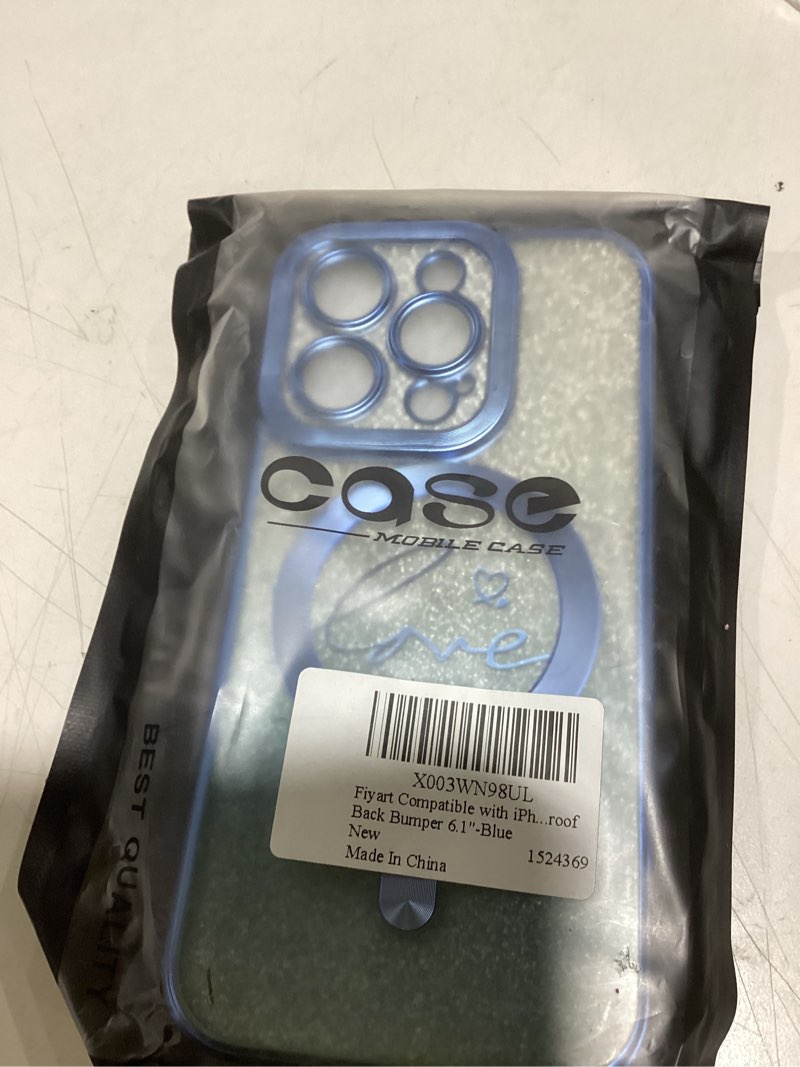 case
MOBILE CASE
Love
X003WN98UL
Fiyart Compatible with iPh...roof
Back Bumper 6.1"-Blue
New
Made In China
1524369
BEST QUALITY